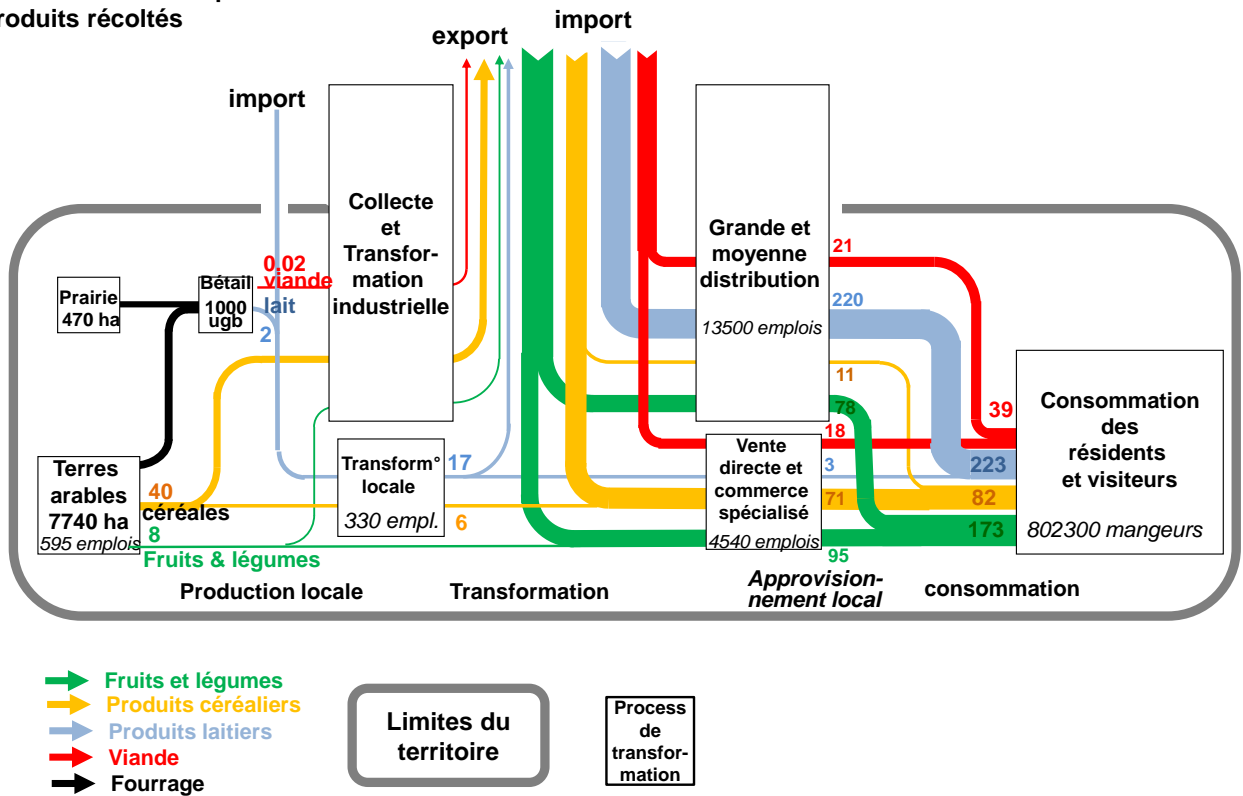 roduits récoltés
import
export
import
Collecte
et
Transfor-
mation
industrielle
Grande et
moyenne
distribution
13500 emplois
21
220
11
78
Prairie
470 ha
Bétail
1000
ugb
0.02
viande
lait
2
Terres
arables
7740 ha
595 emplois
40
céréales
8
Fruits & légumes
Transform°
locale
330 empl.
17
6
Vente
directe et
commerce
spécialisé
4540 emplois
18
3
71
95
39
223
82
173
Consommation
des
résidents
et visiteurs
802300 mangeurs
Production locale
Transformation
Approvision-
nement local
consommation
Fruits et légumes
Produits céréaliers
Produits laitiers
Viande
Fourrage
Limites du
territoire
Process
de
transfor-
mation